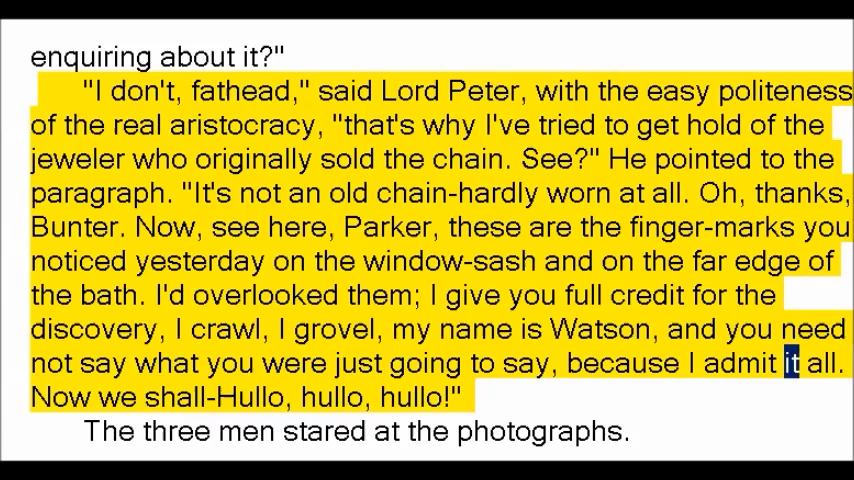 enquiring about it?"
"I don't, fathead," said Lord Peter, with the easy politeness
of the real aristocracy, "that's why I've tried to get hold of the
jeweler who originally sold the chain. See?" He pointed to the
paragraph. "It's not an old chain-hardly worn at all. Oh, thanks,
Bunter. Now, see here, Parker, these are the finger-marks you
noticed yesterday on the window-sash and on the far edge of
the bath. I'd overlooked them; I give you full credit for the
discovery, I crawl, I grovel, my name is Watson, and you need
not say what you were just going to say, because I admit it all.
Now we shall-Hullo, hullo, hullo!"
The three men stared at the photographs.